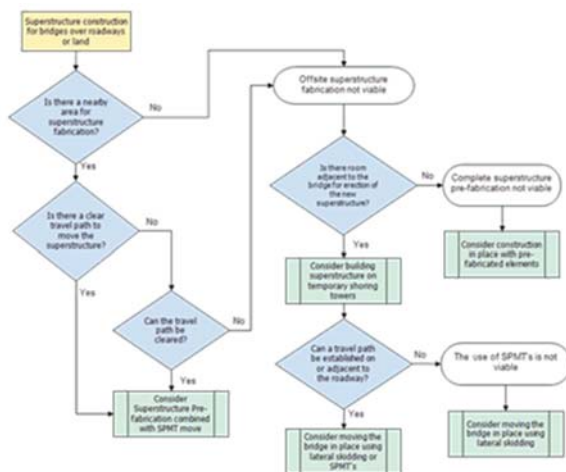 Superstructure construction
for bridges over roadways
or land
Is there a nearby
area for
superstructure
fabrication?
No
Yes
Is there a clear
travel path to
move the
superstructure?
No
Yes
Can the travel
path be
cleared?
No
Yes
Consider
Superstructure Pre-
fabrication combined
with SPMT move
Offsite superstructure
fabrication not viable
Is there room
adjacent to the
bridge for erection of
the new
superstructure?
No
Complete superstructure
pre-fabrication not viable
Consider construction
in place with pre-
fabricated elements
Yes
Consider building
superstructure on
temporary shoring
towers
Can a travel path
be established on
or adjacent to
the roadway?
No
The use of SPMT's is not
viable
Consider moving the
bridge in place using
lateral skidding
Yes
Consider moving the
bridge in place using
lateral skidding or SPMT's